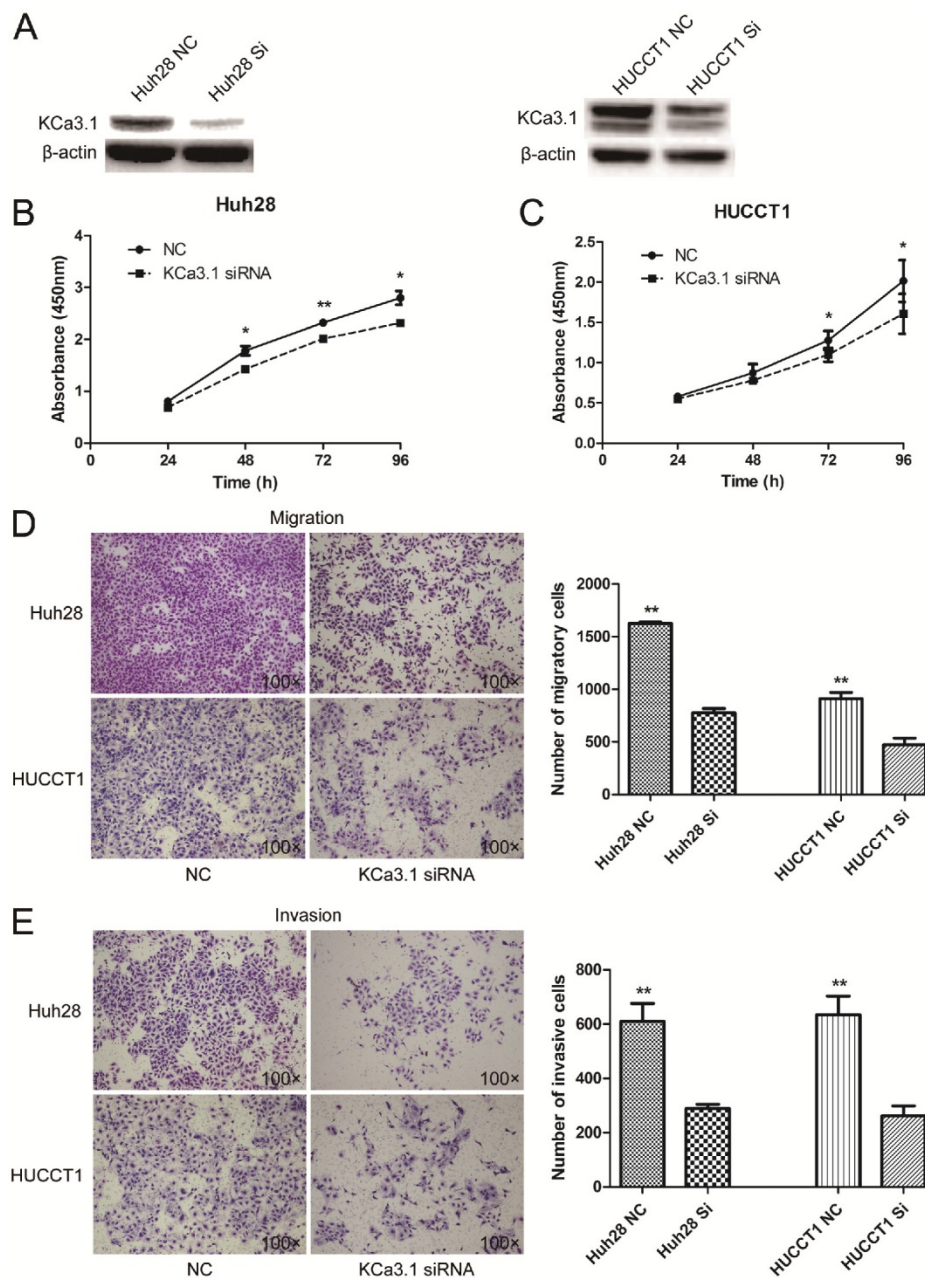 A
Huh28 NC
Huh28 Si
KCa3.1
β-actin
HUCCT1 NC
HUCCT1 Si
KCa3.1
β-actin
B
Huh28
NC
KCa3.1 siRNA
*
**
*
Absorbance (450nm)
3
2
1
0
0
24
48
72
96
Time (h)
C
HUCCT1
NC
KCa3.1 siRNA
*
*
Absorbance (450nm)
2.5
2.0
1.5
1.0
0.5
0.0
0
24
48
72
96
Time (h)
D
Migration
Huh28
100×
100×
HUCCT1
100×
100×
NC
KCa3.1 siRNA
Number of migratory cells
2000
1500
1000
500
0
**
**
Huh28 NC
Huh28 Si
HUCCT1 NC
HUCCT1 Si
E
Invasion
Huh28
100×
100×
HUCCT1
100×
100×
NC
KCa3.1 siRNA
Number of invasive cells
800
600
400
200
0
**
**
Huh28 NC
Huh28 Si
HUCCT1 NC
HUCCT1 Si